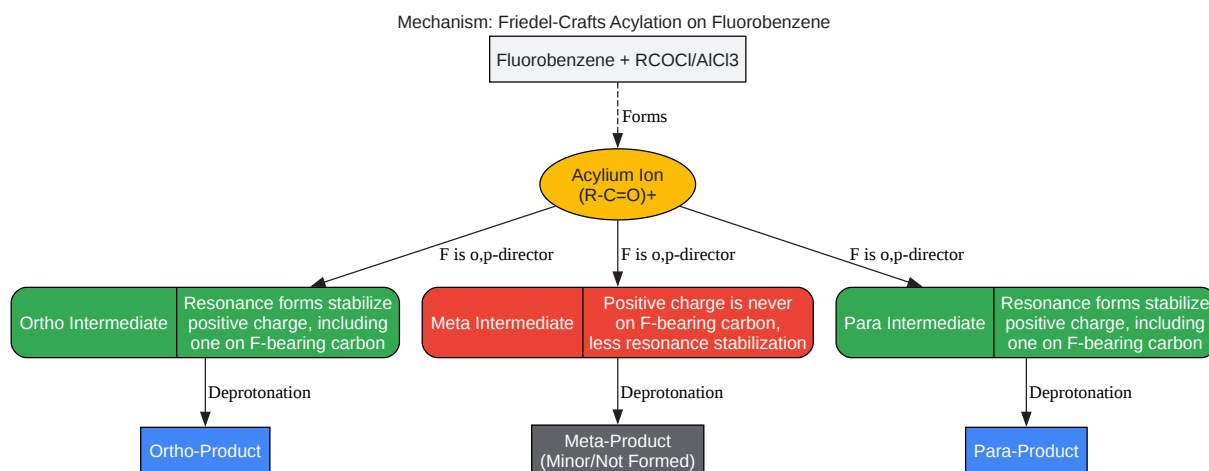 Mechanism: Friedel-Crafts Acylation on Fluorobenzene
Fluorobenzene + RCOCl/AlCl3
Forms
Acylium Ion
(R-C=O)+
F is o,p-director
F is o,p-director
F is o,p-director
Ortho Intermediate
Resonance forms stabilize
positive charge, including
one on F-bearing carbon
Meta Intermediate
Positive charge is never
on F-bearing carbon,
less resonance stabilization
Para Intermediate
Resonance forms stabilize
positive charge, including
one on F-bearing carbon
Deprotonation
Deprotonation
Deprotonation
Ortho-Product
Meta-Product
(Minor/Not Formed)
Para-Product